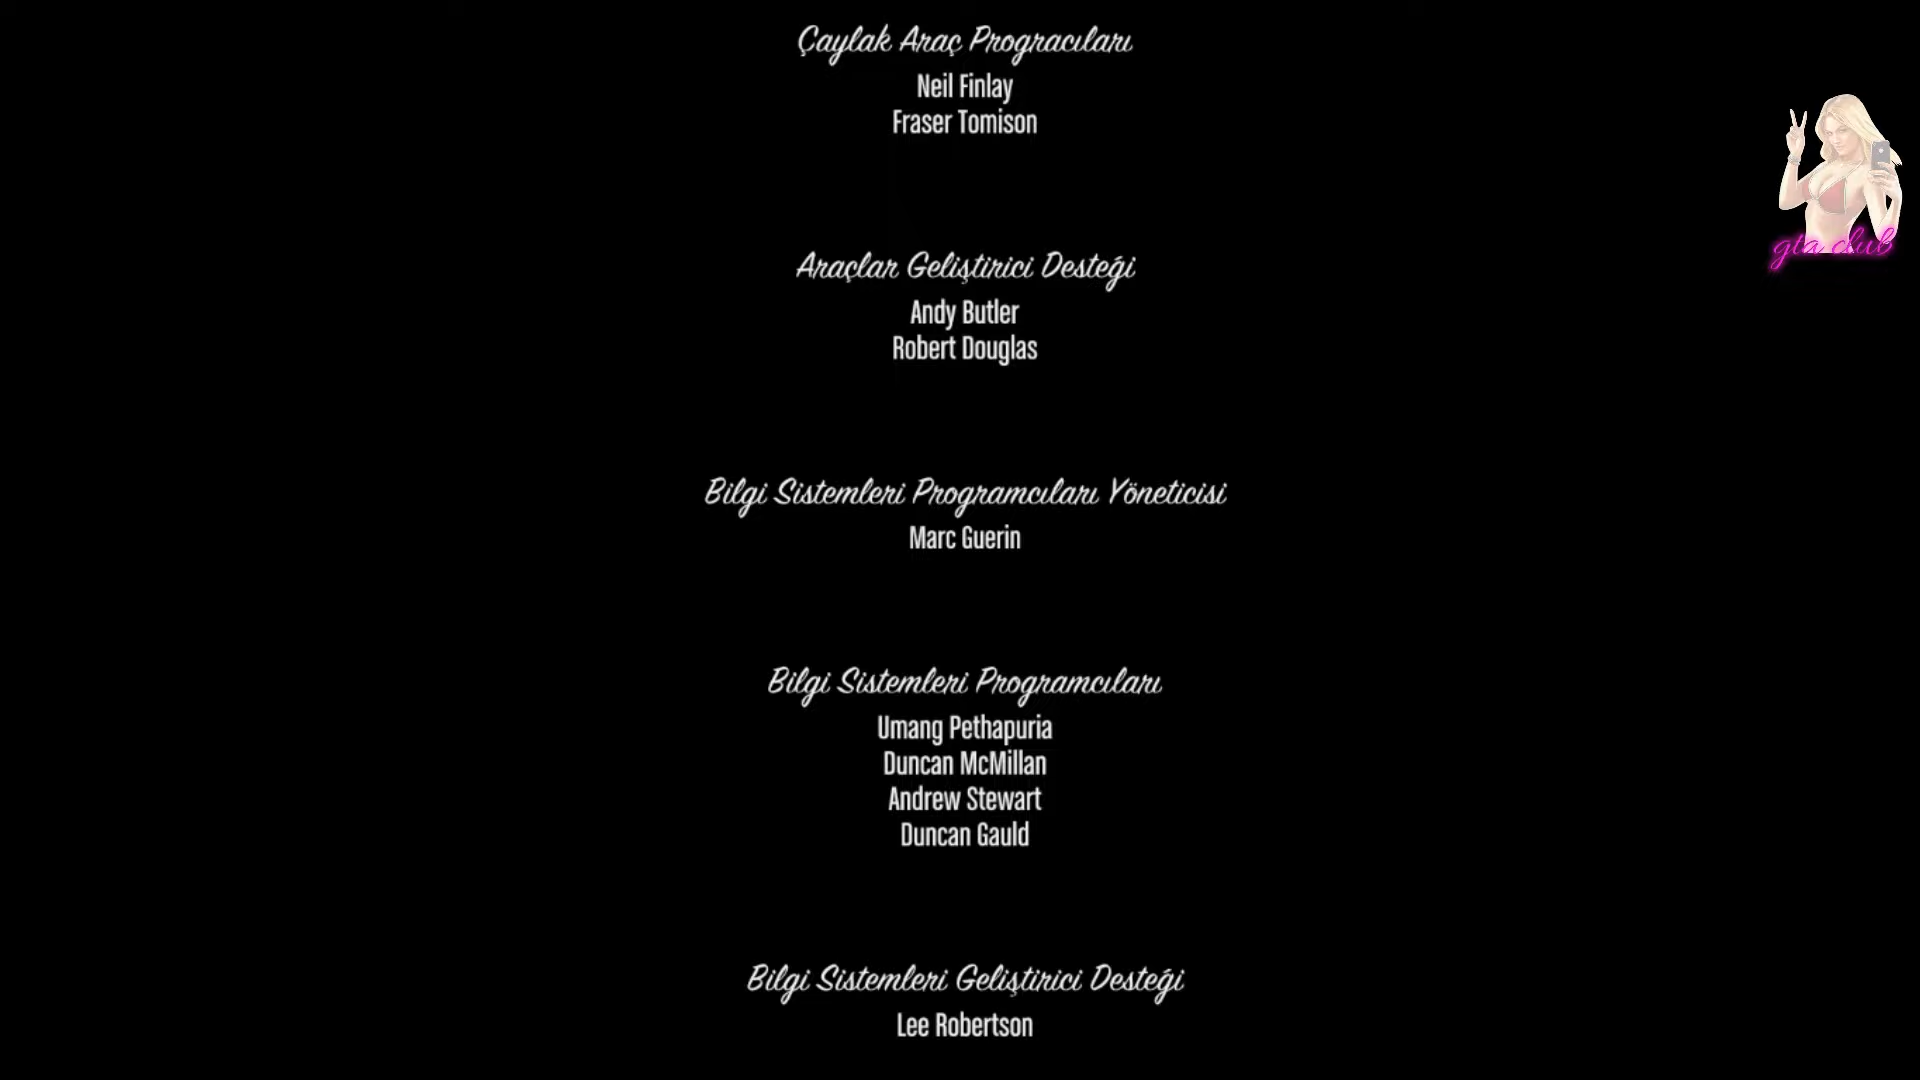 Çaylak Araç Progracıları
Neil Finlay
Fraser Tomison
gta club
Araçlar Geliştirici Desteği
Andy Butler
Robert Douglas
Bilgi Sistemleri Programcıları Yöneticisi
Marc Guerin
Bilgi Sistemleri Programcıları
Umang Pethapuria
Duncan McMillan
Andrew Stewart
Duncan Gauld
Bilgi Sistemleri Geliştirici Desteği
Lee Robertson